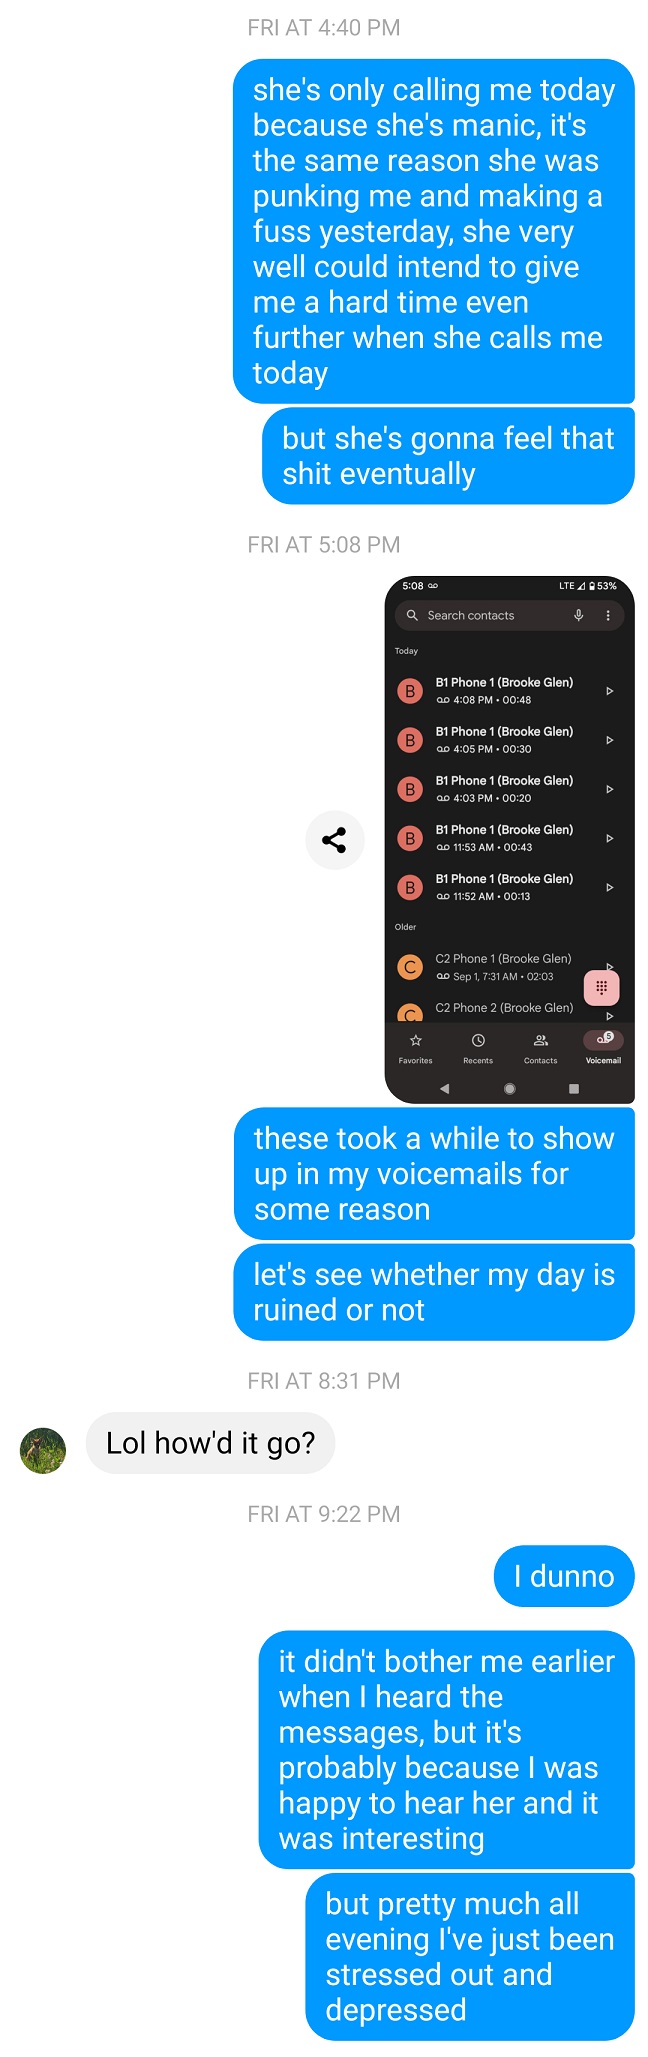 FRI AT 4:40 PM
she's only calling me today
because she's manic, it's
the same reason she was
punking me and making a
fuss yesterday, she very
well could intend to give
me a hard time even
further when she calls me
today
but she's gonna feel that
shit eventually
FRI AT 5:08 PM
5:08 LTE 53%
Search contacts
Today
B B1 Phone 1 (Brooke Glen)
4:08 PM • 00:48
B B1 Phone 1 (Brooke Glen)
4:05 PM • 00:30
B B1 Phone 1 (Brooke Glen)
4:03 PM • 00:20
B B1 Phone 1 (Brooke Glen)
11:53 AM • 00:43
B B1 Phone 1 (Brooke Glen)
11:52 AM • 00:13
Older
C C2 Phone 1 (Brooke Glen)
Sep 1, 7:31 AM • 02:03
C C2 Phone 2 (Brooke Glen)
5
Favorites Recents Contacts Voicemail
these took a while to show
up in my voicemails for
some reason
let's see whether my day is
ruined or not
FRI AT 8:31 PM
Lol how'd it go?
FRI AT 9:22 PM
I dunno
it didn't bother me earlier
when I heard the
messages, but it's
probably because I was
happy to hear her and it
was interesting
but pretty much all
evening I've just been
stressed out and
depressed